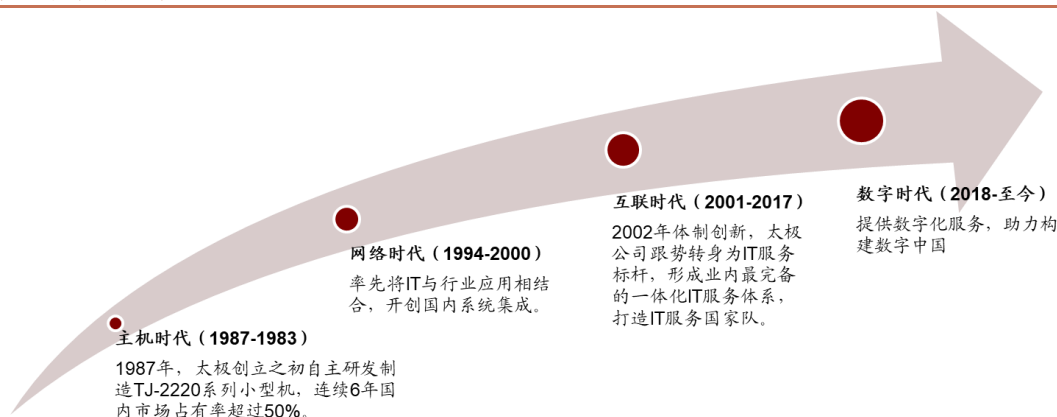 主机时代（1987-1983）
1987年，太极创立之初自主研发制
造TJ-2220系列小型机，连续6年国
内市场占有率超过50%。
网络时代（1994-2000）
率先将IT与行业应用相结
合，开创国内系统集成。
互联时代（2001-2017）
2002年体制创新，太极
公司跟势转身为IT服务
标杆，形成业内最完备
的一体化IT服务体系，
打造IT服务国家队。
数字时代（2018-至今）
提供数字化服务，助力构
建数字中国